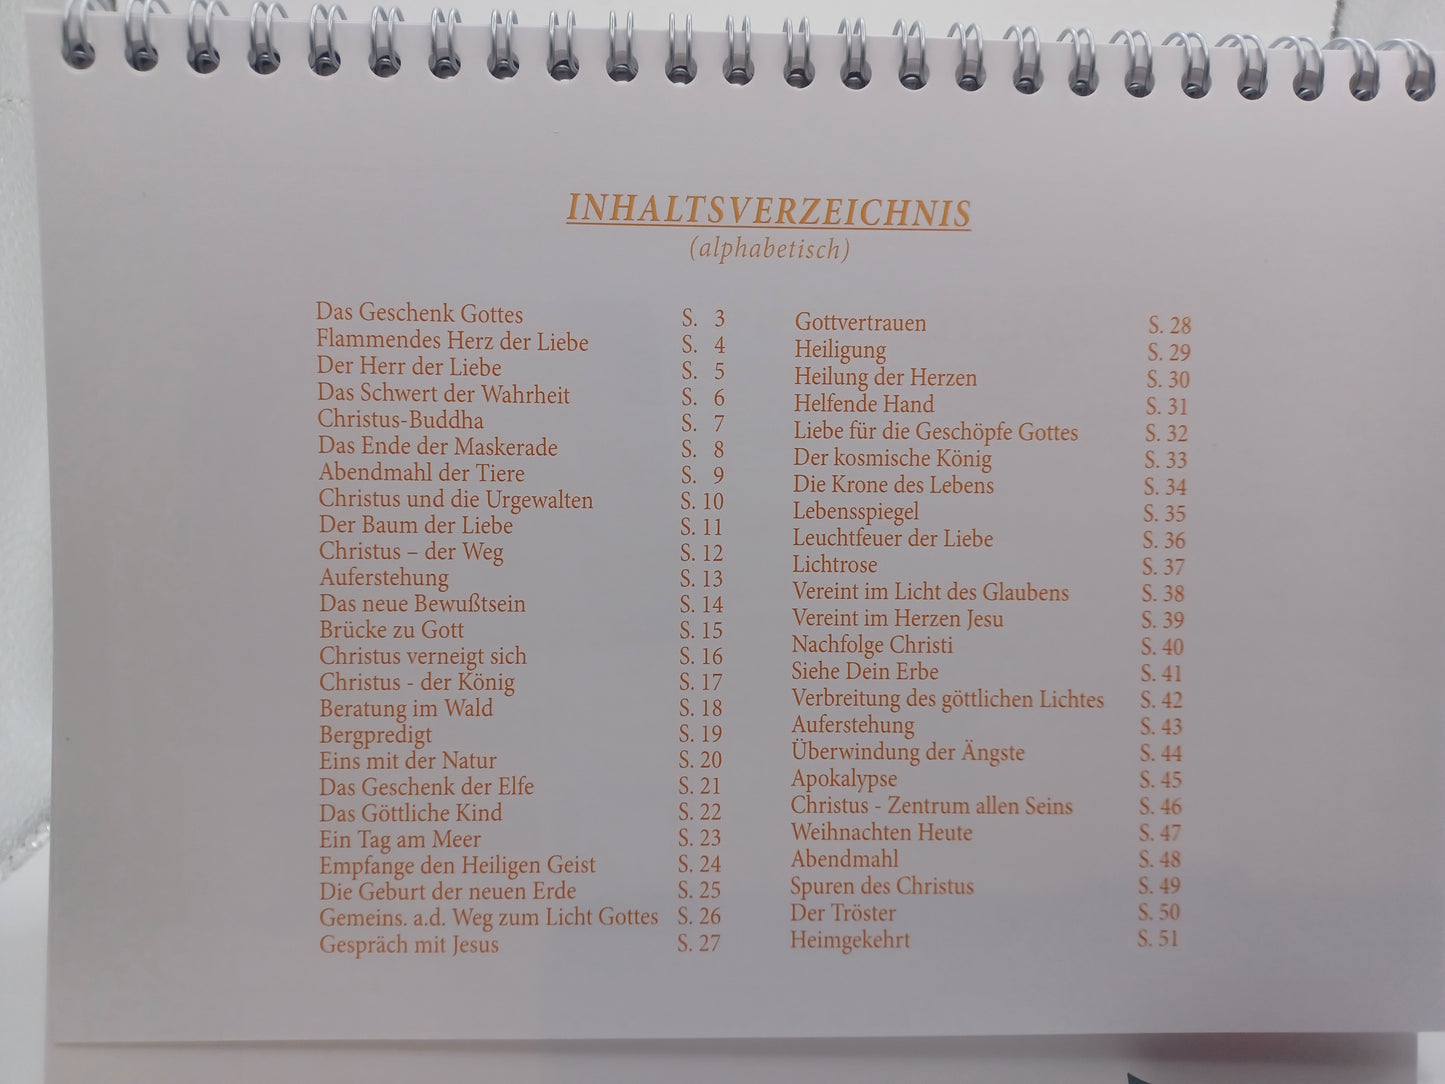 INHALTSVERZEICHNIS
(alphabetisch)
Das Geschenk Gottes S. 3
Flammendes Herz der Liebe S. 4
Der Herr der Liebe S. 5
Das Schwert der Wahrheit S. 6
Christus-Buddha S. 7
Das Ende der Maskerade S. 8
Abendmahl der Tiere S. 9
Christus und die Urgewalten S. 10
Der Baum der Liebe S. 11
Christus – der Weg S. 12
Auferstehung S. 13
Das neue Bewußtsein S. 14
Brücke zu Gott S. 15
Christus verneigt sich S. 16
Christus - der König S. 17
Beratung im Wald S. 18
Bergpredigt S. 19
Eins mit der Natur S. 20
Das Geschenk der Elfe S. 21
Das Göttliche Kind S. 22
Ein Tag am Meer S. 23
Empfange den Heiligen Geist S. 24
Die Geburt der neuen Erde S. 25
Gemeins. a.d. Weg zum Licht Gottes S. 26
Gespräch mit Jesus S. 27
Gottvertrauen S. 28
Heiligung S. 29
Heilung der Herzen S. 30
Helfende Hand S. 31
Liebe für die Geschöpfe Gottes S. 32
Der kosmische König S. 33
Die Krone des Lebens S. 34
Lebensspiegel S. 35
Leuchtfeuer der Liebe S. 36
Lichtrose S. 37
Vereint im Licht des Glaubens S. 38
Vereint im Herzen Jesu S. 39
Nachfolge Christi S. 40
Siehe Dein Erbe S. 41
Verbreitung des göttlichen Lichtes S. 42
Auferstehung S. 43
Überwindung der Ängste S. 44
Apokalypse S. 45
Christus - Zentrum allen Seins S. 46
Weihnachten Heute S. 47
Abendmahl S. 48
Spuren des Christus S. 49
Der Tröster S. 50
Heimgekehrt S. 51